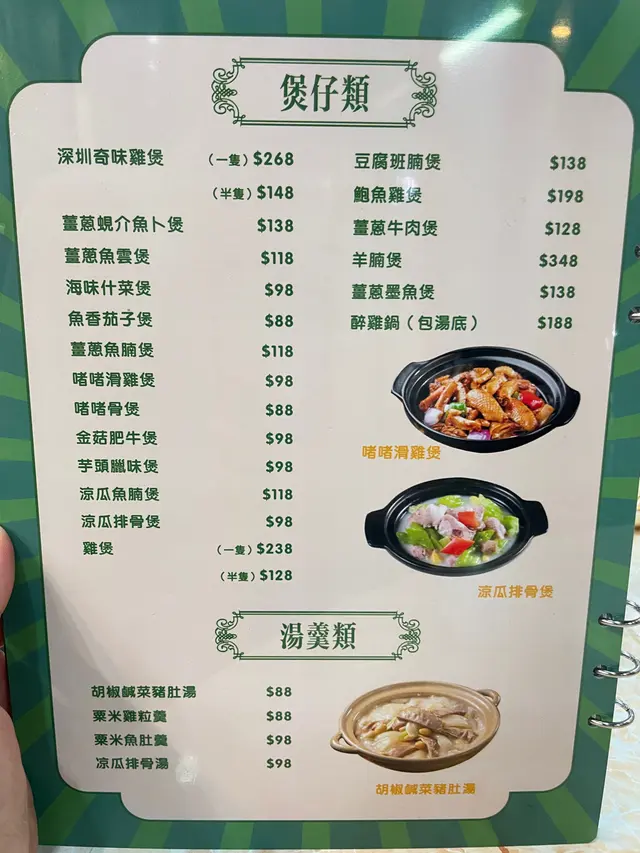 煲仔類
深圳奇味雞煲 （一隻）$268
（半隻）$148
薑蔥蜆介魚卜煲 $138
薑蔥魚雲煲 $118
海味什菜煲 $98
魚香茄子煲 $88
薑蔥魚腩煲 $118
啫啫滑雞煲 $98
啫啫骨煲 $88
金菇肥牛煲 $98
芋頭臘味煲 $98
涼瓜魚腩煲 $118
涼瓜排骨煲 $98
雞煲 （一隻）$238
（半隻）$128
豆腐班腩煲 $138
鮑魚雞煲 $198
薑蔥牛肉煲 $128
羊腩煲 $348
薑蔥墨魚煲 $138
醉雞鍋（包湯底） $188
啫啫滑雞煲
涼瓜排骨煲
湯羹類
胡椒鹹菜豬肚湯 $88
粟米雞粒羹 $88
粟米魚肚羹 $98
凉瓜排骨湯 $98
胡椒鹹菜豬肚湯